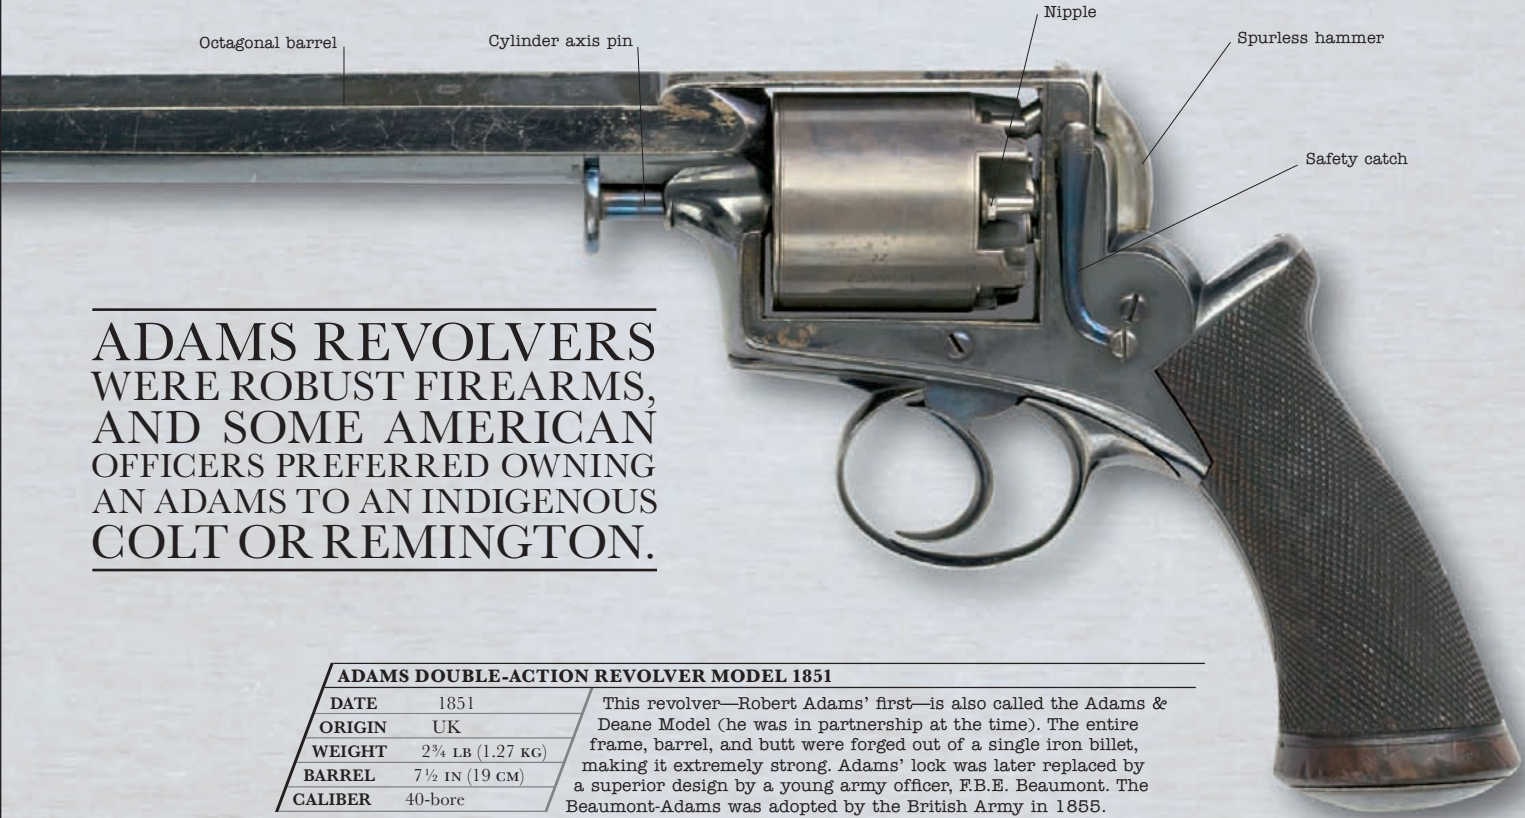 Nipple
Octagonal barrel
Cylinder axis pin
Spurless hammer
Safety catch
ADAMS REVOLVERS
WERE ROBUST FIREARMS,
AND SOME AMERICAN
OFFICERS PREFERRED OWNING
AN ADAMS TO AN INDIGENOUS
COLT OR REMINGTON.
ADAMS DOUBLE-ACTION REVOLVER MODEL 1851
DATE 1851
ORIGIN UK
WEIGHT 2¾ LB (1.27 KG)
BARREL 7½ IN (19 CM)
CALIBER 40-bore
This revolver—Robert Adams’ first—is also called the Adams &
Deane Model (he was in partnership at the time). The entire
frame, barrel, and butt were forged out of a single iron billet,
making it extremely strong. Adams’ lock was later replaced by
a superior design by a young army officer, F.B.E. Beaumont. The
Beaumont-Adams was adopted by the British Army in 1855.